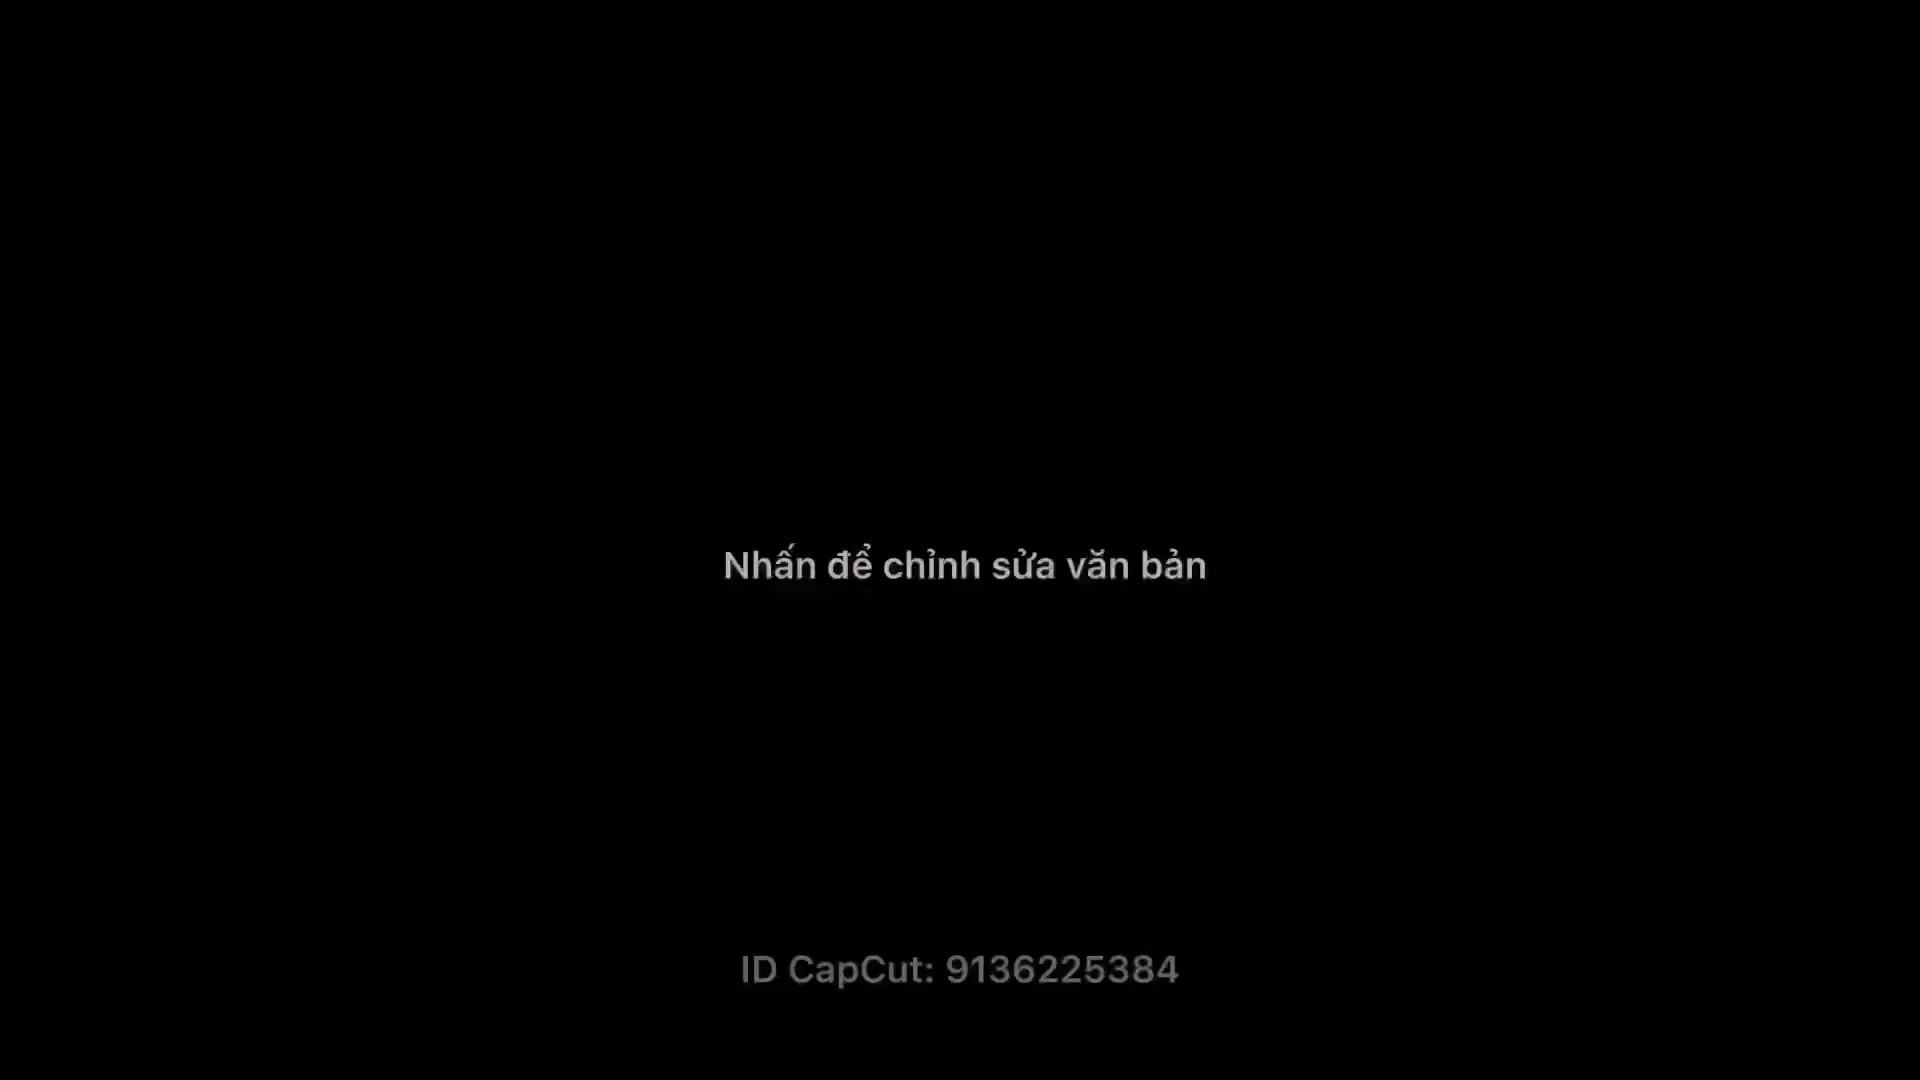 Nhấn để chỉnh sửa văn bản
ID CapCut: 9136225384